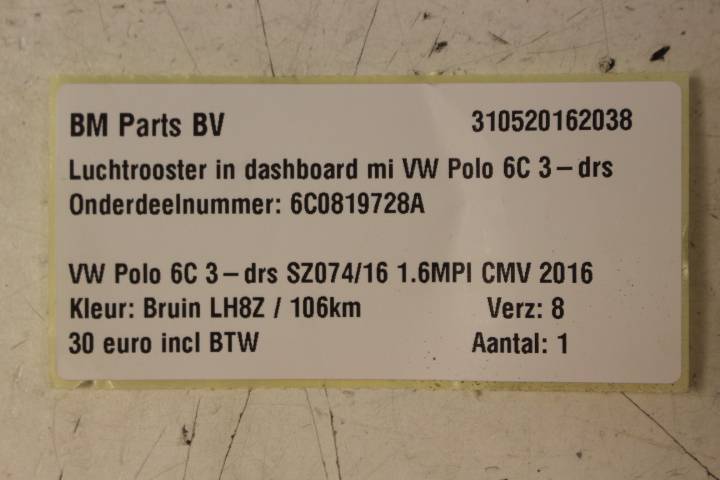 BM Parts BV 310520162038
Luchtrooster in dashboard mi VW Polo 6C 3-drs
Onderdeelnummer: 6C0819728A
VW Polo 6C 3-drs SZ074/16 1.6MPI CMV 2016
Kleur: Bruin LH8Z / 106km Verz: 8
30 euro incl BTW Aantal: 1